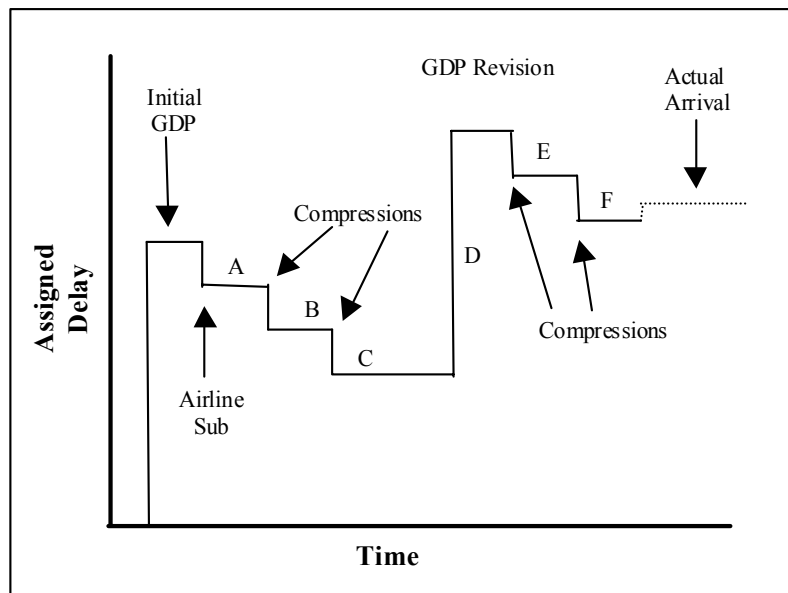 GDP Revision
Initial
GDP
Actual
Arrival
E
A
Compressions
F
D
B
C
Compressions
Airline
Sub
Assigned
Delay
Time